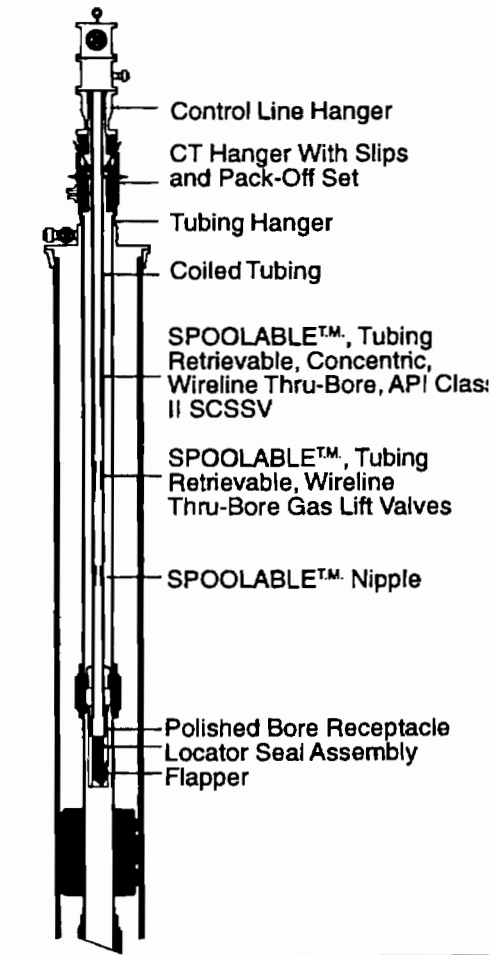 Control Line Hanger
CT Hanger With Slips
and Pack-Off Set
Tubing Hanger
Coiled Tubing
SPOOLABLE™·, Tubing
Retrievable, Concentric,
Wireline Thru-Bore, API Clas
II SCSSV
SPOOLABLE™·, Tubing
Retrievable, Wireline
Thru-Bore Gas Lift Valves
SPOOLABLE™· Nipple
Polished Bore Receptacle
Locator Seal Assembly
Flapper